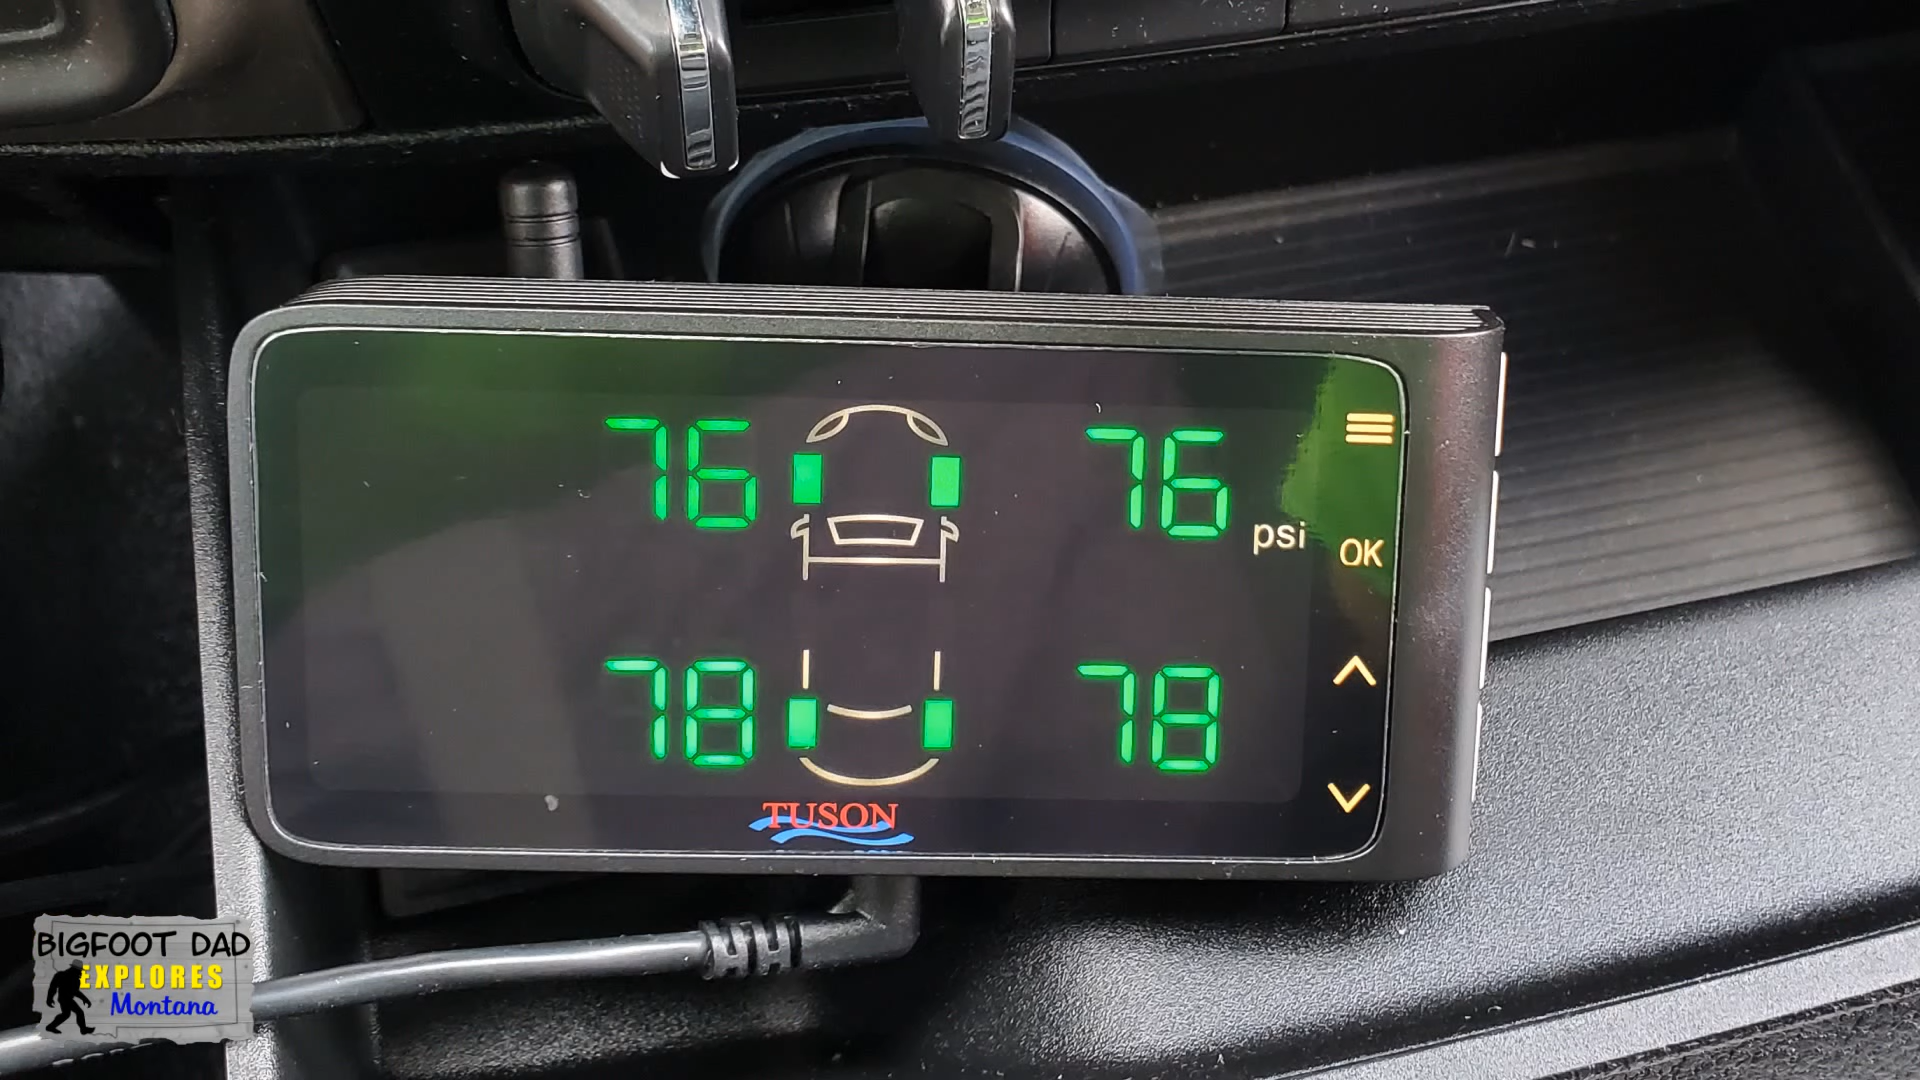 76 76
psi
OK
78 78
TUSON
BIGFOOT DAD
EXPLORES
Montana